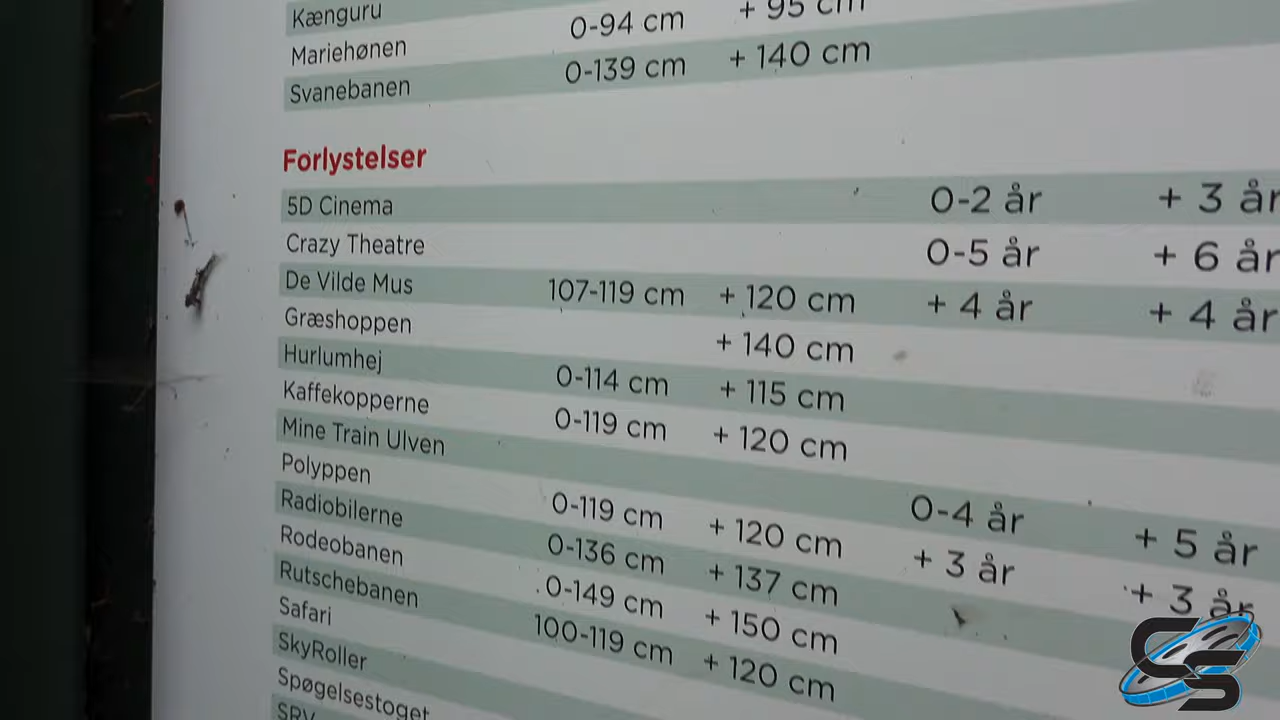 Kænguru
Mariehønen 0-94 cm + 95 cm
Svanebanen 0-139 cm + 140 cm
Forlystelser
5D Cinema 0-2 år + 3 år
Crazy Theatre 0-5 år + 6 år
De Vilde Mus 107-119 cm + 120 cm + 4 år + 4 år
Græshoppen + 140 cm
Hurlumhej 0-114 cm + 115 cm
Kaffekopperne 0-119 cm + 120 cm
Mine Train Ulven 0-4 år + 5 år
Polyppen 0-119 cm + 120 cm + 3 år + 3 år
Radiobilerne 0-136 cm + 137 cm
Rodeobanen 0-149 cm + 150 cm
Rutschebanen 100-119 cm + 120 cm
Safari
SkyRoller
Spøgelsestoget
SRV
CS